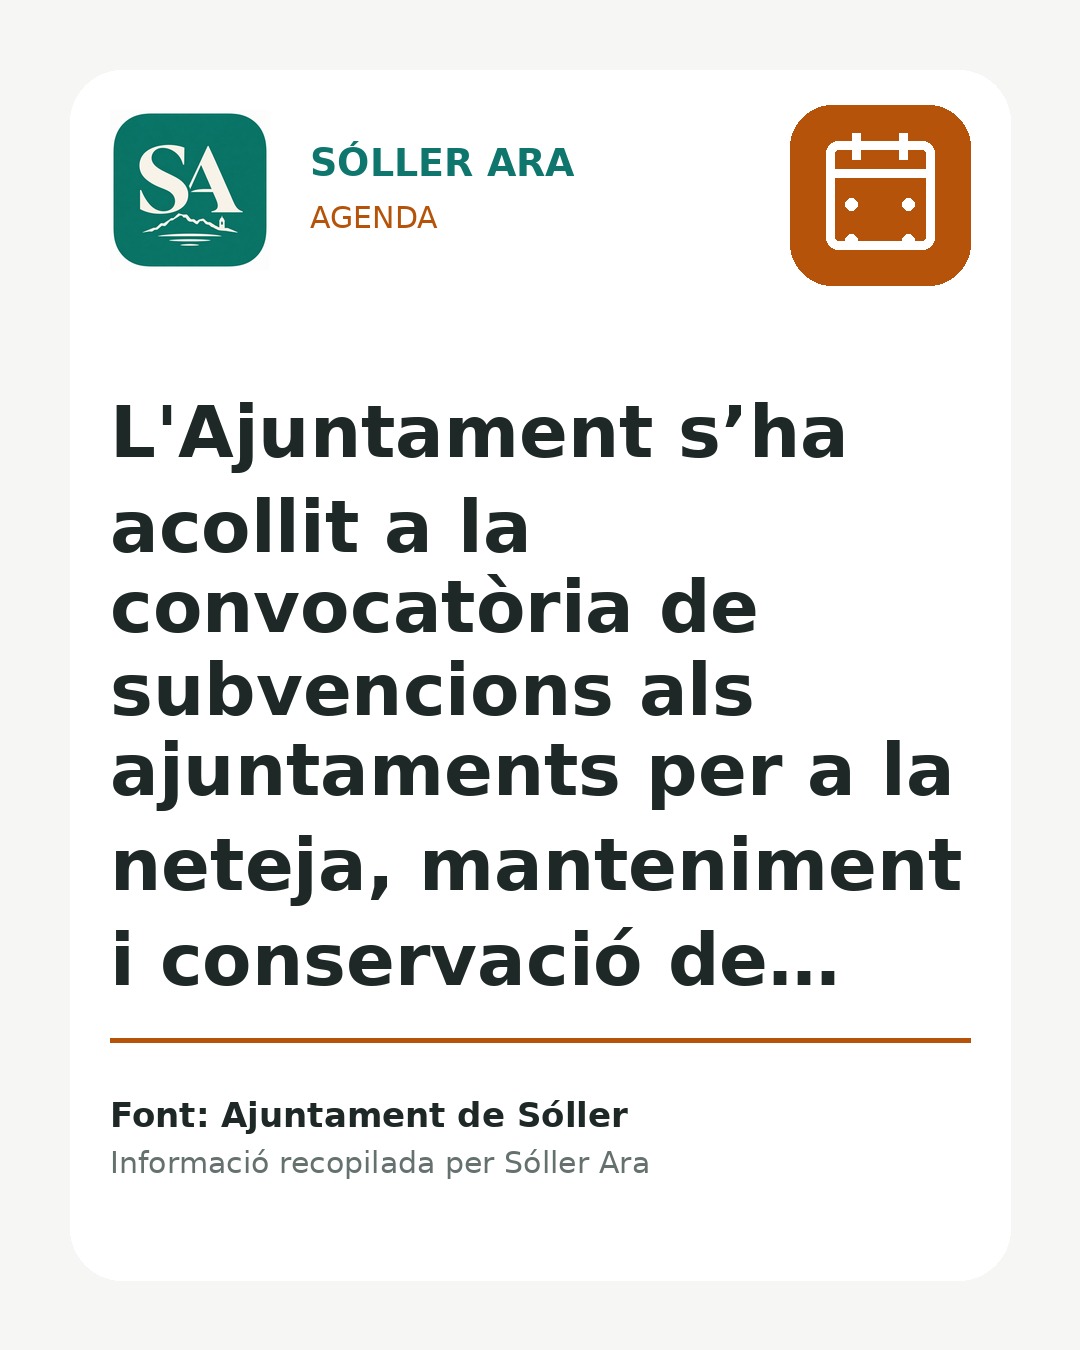 SA
SÓLLER ARA
AGENDA
L'Ajuntament s’ha
acollit a la
convocatòria de
subvencions als
ajuntaments per a la
neteja, manteniment
i conservació de…
Font: Ajuntament de Sóller
Informació recopilada per Sóller Ara